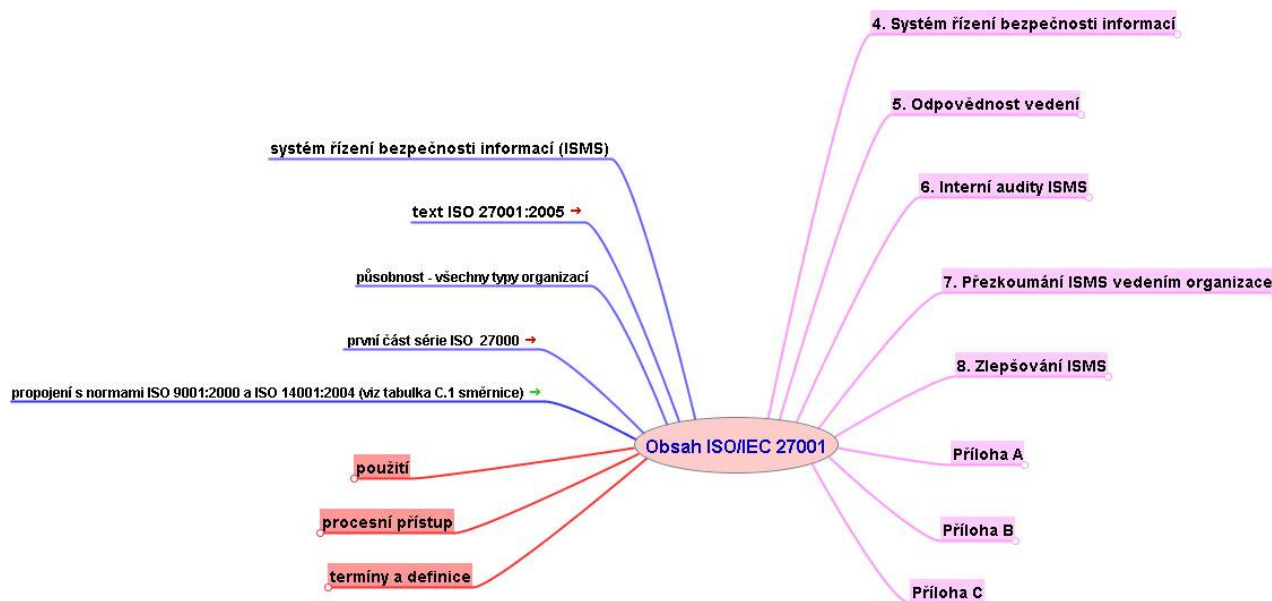 4. Systém řízení bezpečnosti informací
5. Odpovědnost vedení
6. Interní audity ISMS
7. Přezkoumání ISMS vedením organizace
8. Zlepšování ISMS
Příloha A
Příloha B
Příloha C
systém řízení bezpečnosti informací (ISMS)
text ISO 27001:2005
působnost - všechny typy organizací
první část série ISO 27000
propojení s normami ISO 9001:2000 a ISO 14001:2004 (viz tabulka C.1 směrnice)
Obsah ISO/IEC 27001
použití
procesní přístup
termíny a definice